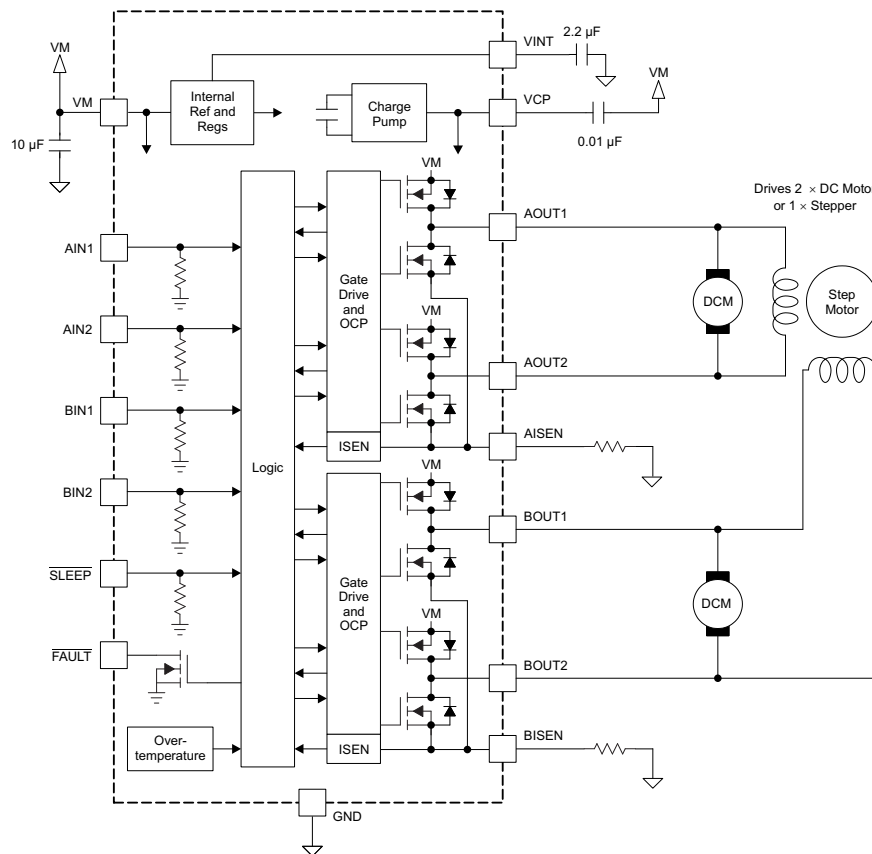 2.2 µF
VINT
VM
VM
Internal
Ref and
Regs
Charge
Pump
VCP
VM
10 µF
0.01 µF
VM
Drives 2 × DC Motor
or 1 × Stepper
AOUT1
AIN1
Gate
Drive
and
OCP
DCM
Step
Motor
AIN2
VM
AOUT2
BIN1
AISEN
ISEN
Logic
VM
BIN2
BOUT1
SLEEP
Gate
Drive
and
OCP
DCM
VM
FAULT
BOUT2
Over-
temperature
ISEN
BISEN
GND